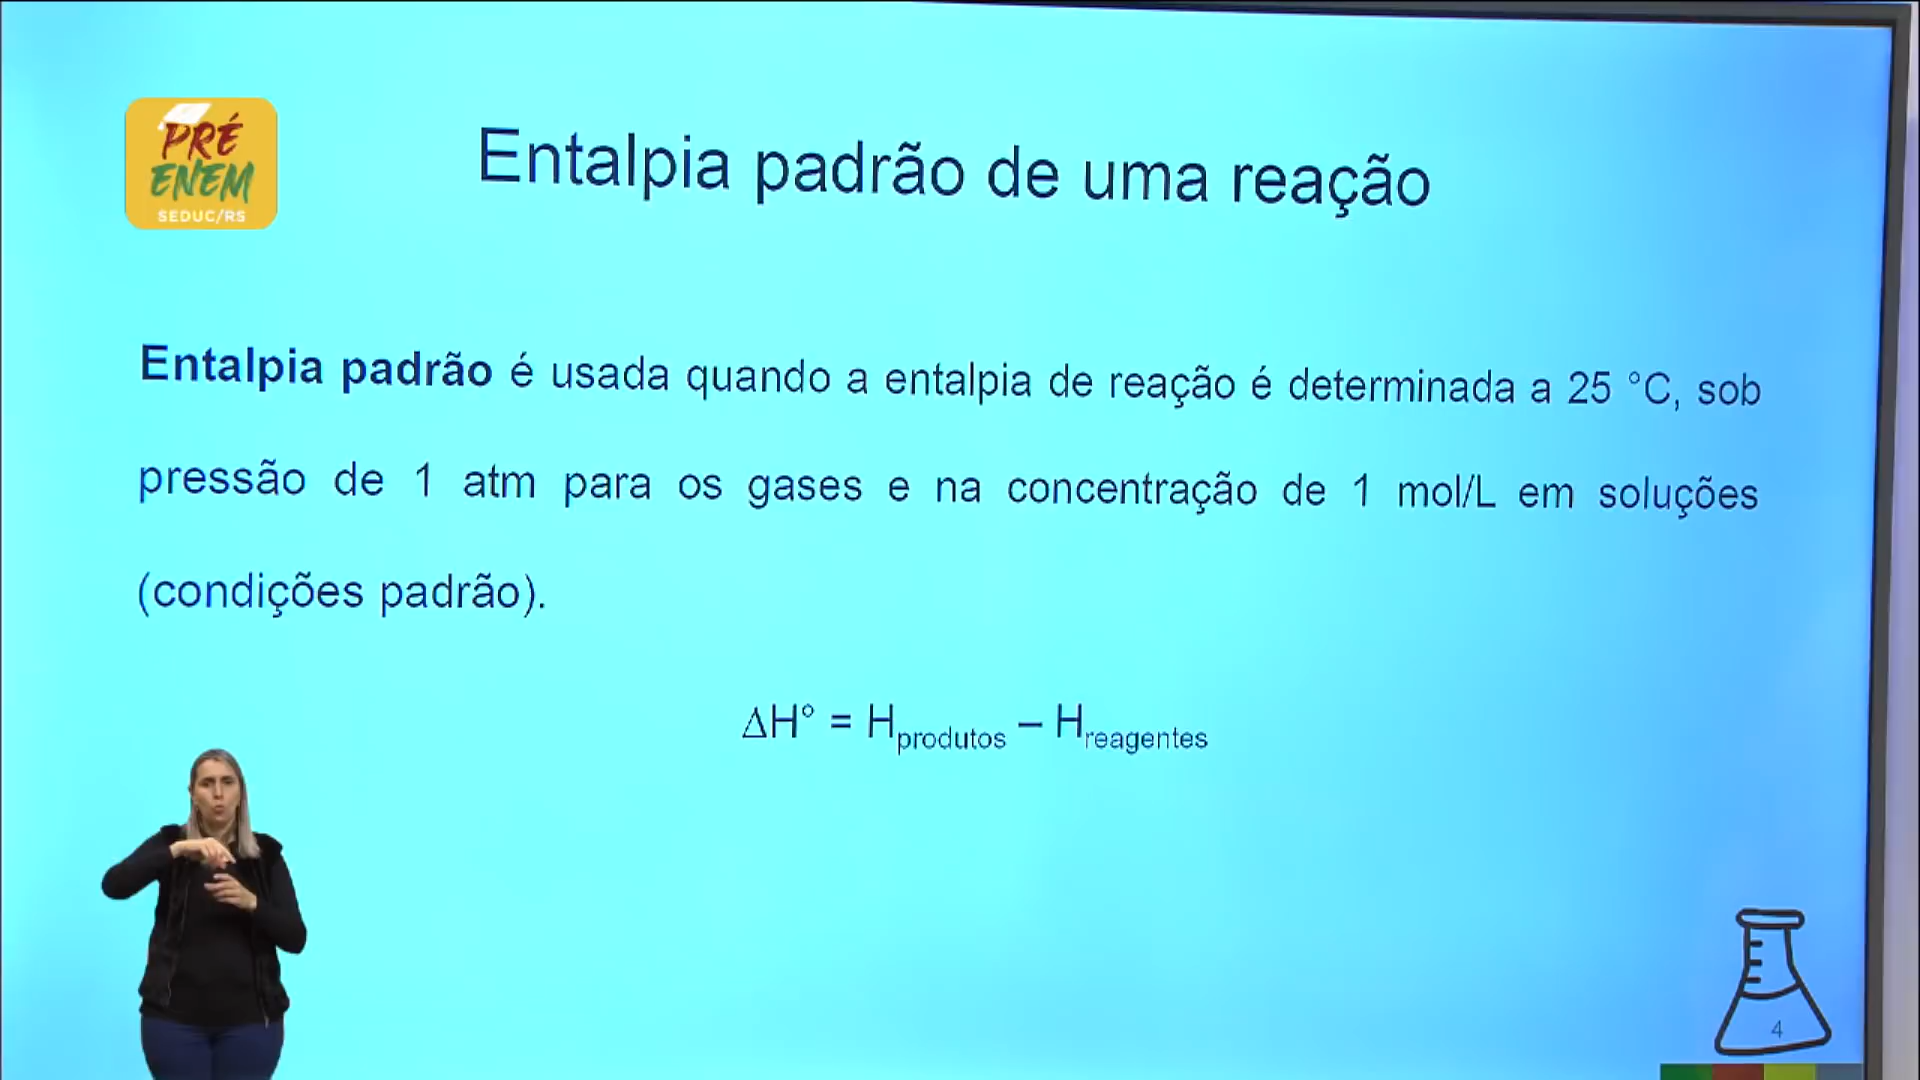 PRÉ
ENEM
SEDUC/RS
Entalpia padrão de uma reação
Entalpia padrão é usada quando a entalpia de reação é determinada a 25 °C, sob
pressão de 1 atm para os gases e na concentração de 1 mol/L em soluções
(condições padrão).
ΔH° = Hprodutos – Hreagentes
4